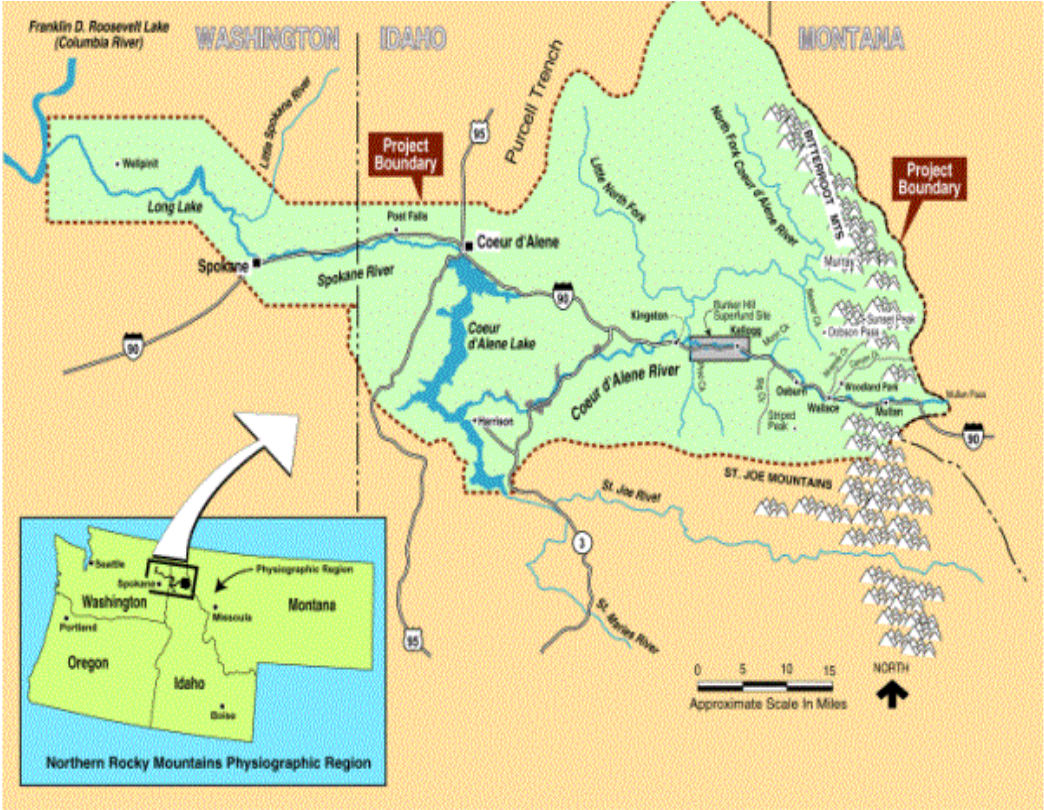 Franklin D. Roosevelt Lake
(Columbia River)
WASHINGTON
IDAHO
MONTANA
Little Spokane River
95
Purcell Trench
Project
Boundary
Wellpinit
Long Lake
Post Falls
Spokane
Spokane River
Coeur d'Alene
Little North Fork
North Fork Coeur d'Alene River
BITTERROOT MTS
Project
Boundary
Murray
90
Coeur
d'Alene Lake
90
Kingston
Bunker Hill
Superfund Site
Kellogg
Sunset Peak
Dobson Pass
Coeur d'Alene River
Harrison
Big Ck
Osburn
Striped
Peak
Wallace
Woodland Park
Mullan
Mullan Pass
90
ST. JOE MOUNTAINS
St. Joe River
3
St. Maries River
95
Seattle
Spokane
Physiographic Region
Washington
Montana
Missoula
Portland
Oregon
Idaho
Boise
Northern Rocky Mountains Physiographic Region
0 5 10 15
Approximate Scale In Miles
NORTH